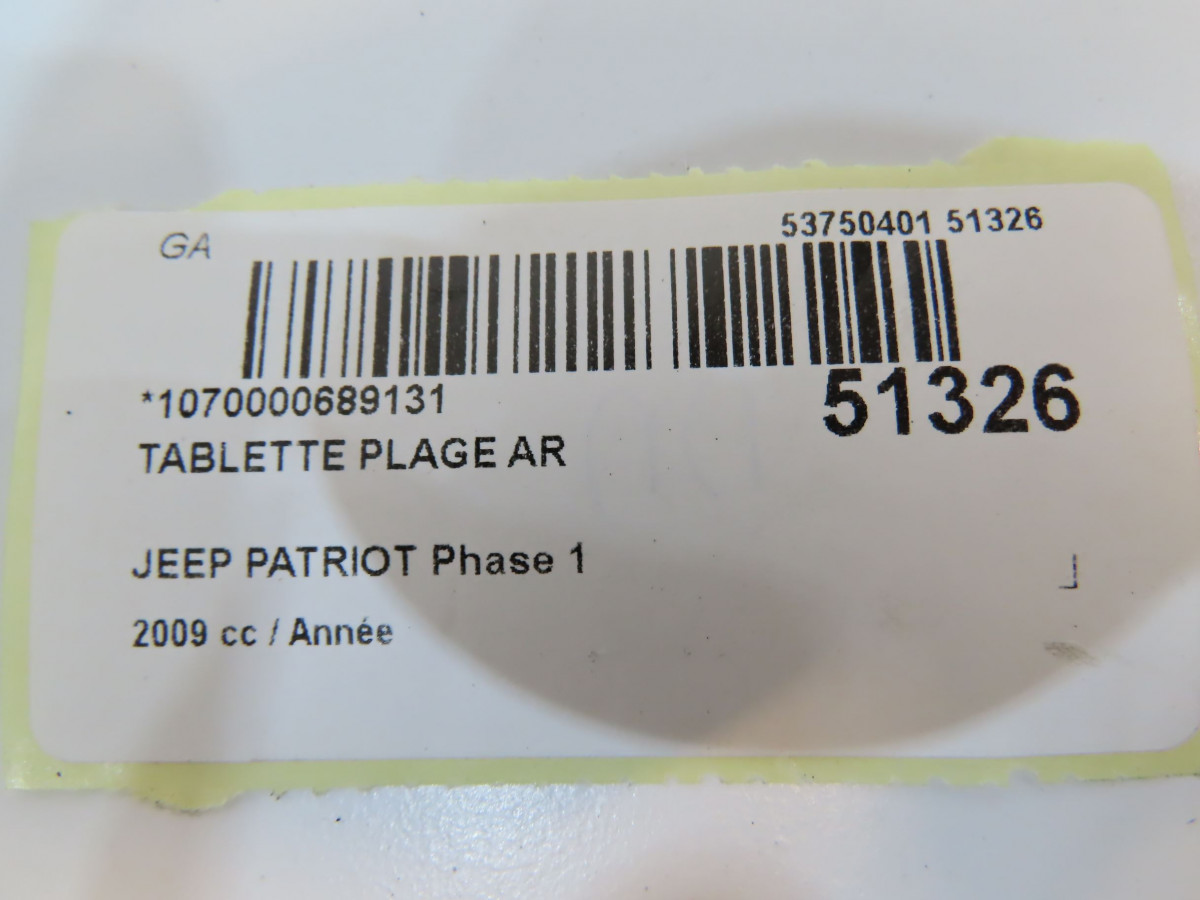 GA
53750401 51326
*1070000689131
51326
TABLETTE PLAGE AR
JEEP PATRIOT Phase 1
2009 cc / Année